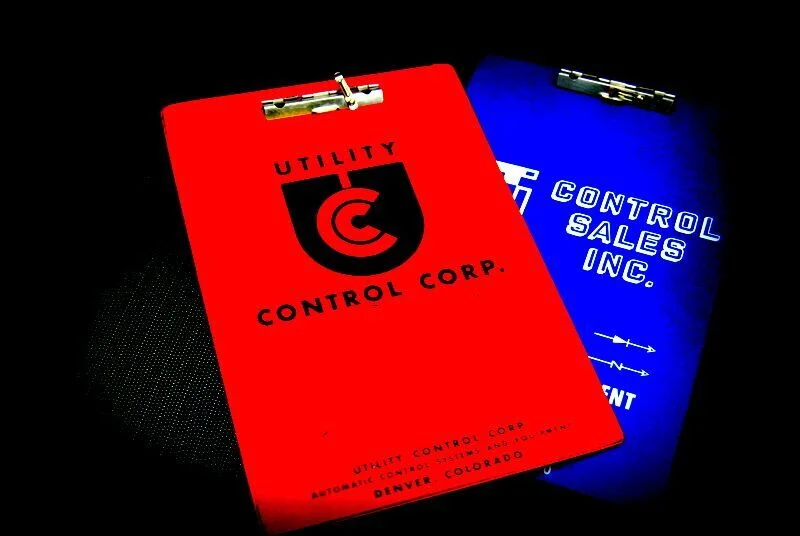 UTILITY
CONTROL CORP.
UTILITY CONTROL CORP.
AUTOMATIC CONTROL SYSTEMS AND EQUIPMENT
DENVER, COLORADO
CONTROL
SALES
INC.
ENT